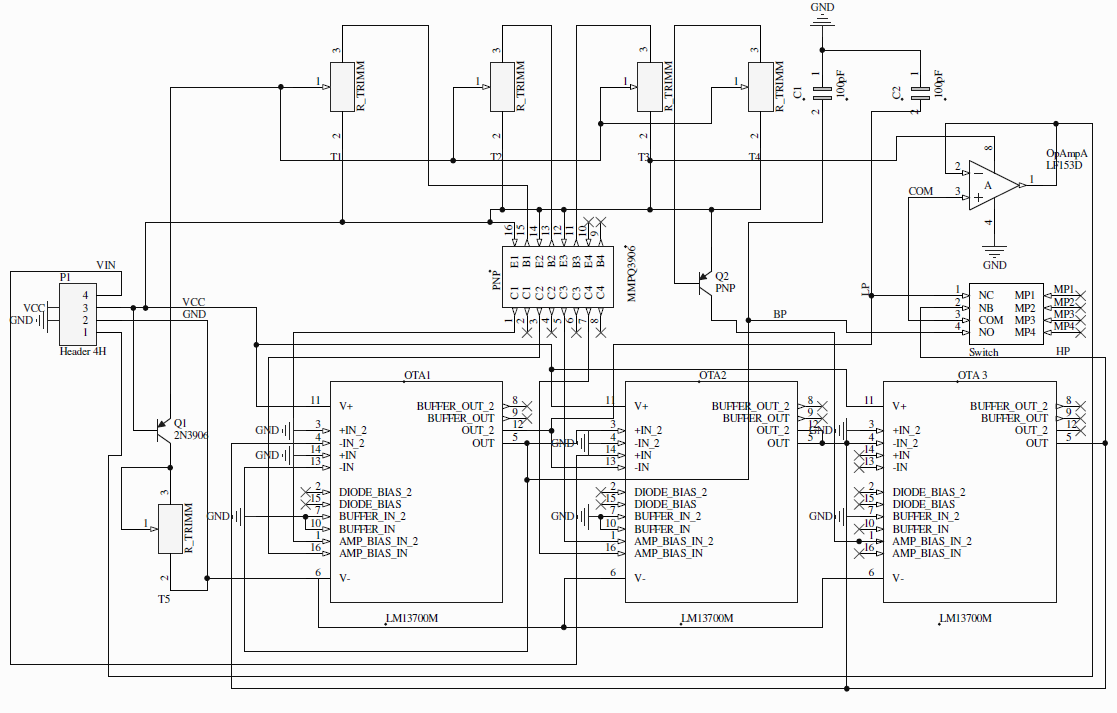 GND
3
3
3
3
1
R_TRIMM
1
R_TRIMM
1
R_TRIMM
1
R_TRIMM
C1
1
100pF
2
C2
1
100pF
2
2
2
2
2
T1
T2
T3
T4
OpAmpA
LF153D
2
8
A
1
3
COM
4
GND
16
15
14
13
12
11
10
9
E1
B1
E2
B2
E3
B3
E4
B4
PNP
C1
C1
C2
C2
C3
C3
C4
C4
MMPQ3906
1
2
3
4
5
6
7
8
Q2
PNP
VIN
P1
4
VCC
3
VCC
GND
2
GND
1
Header 4H
LP
BP
1
NC
MP1
MP1
2
NB
MP2
MP2
3
COM
MP3
MP3
4
NO
MP4
MP4
Switch
HP
Q1
2N3906
3
1
R_TRIMM
2
T5
OTA1
11
V+
BUFFER_OUT_2
8
BUFFER_OUT
9
GND
3
+IN_2
OUT_2
12
4
-IN_2
OUT
5
GND
14
+IN
13
-IN
2
DIODE_BIAS_2
15
DIODE_BIAS
GND
7
BUFFER_IN_2
10
BUFFER_IN
1
AMP_BIAS_IN_2
16
AMP_BIAS_IN
6
V-
LM13700M
OTA2
11
V+
BUFFER_OUT_2
8
BUFFER_OUT
9
3
+IN_2
OUT_2
12
GND
4
-IN_2
OUT
5
14
+IN
13
-IN
2
DIODE_BIAS_2
15
DIODE_BIAS
GND
7
BUFFER_IN_2
10
BUFFER_IN
1
AMP_BIAS_IN_2
16
AMP_BIAS_IN
6
V-
LM13700M
OTA 3
11
V+
BUFFER_OUT_2
8
BUFFER_OUT
9
GND
3
+IN_2
OUT_2
12
4
-IN_2
OUT
5
14
+IN
13
-IN
2
DIODE_BIAS_2
15
DIODE_BIAS
GND
7
BUFFER_IN_2
10
BUFFER_IN
1
AMP_BIAS_IN_2
16
AMP_BIAS_IN
6
V-
LM13700M